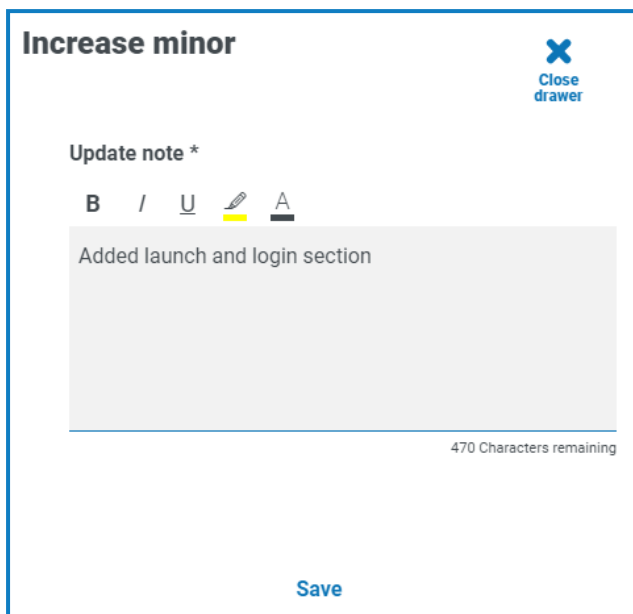 Increase minor
Close
drawer
Update note *
B I U A
Added launch and login section
470 Characters remaining
Save